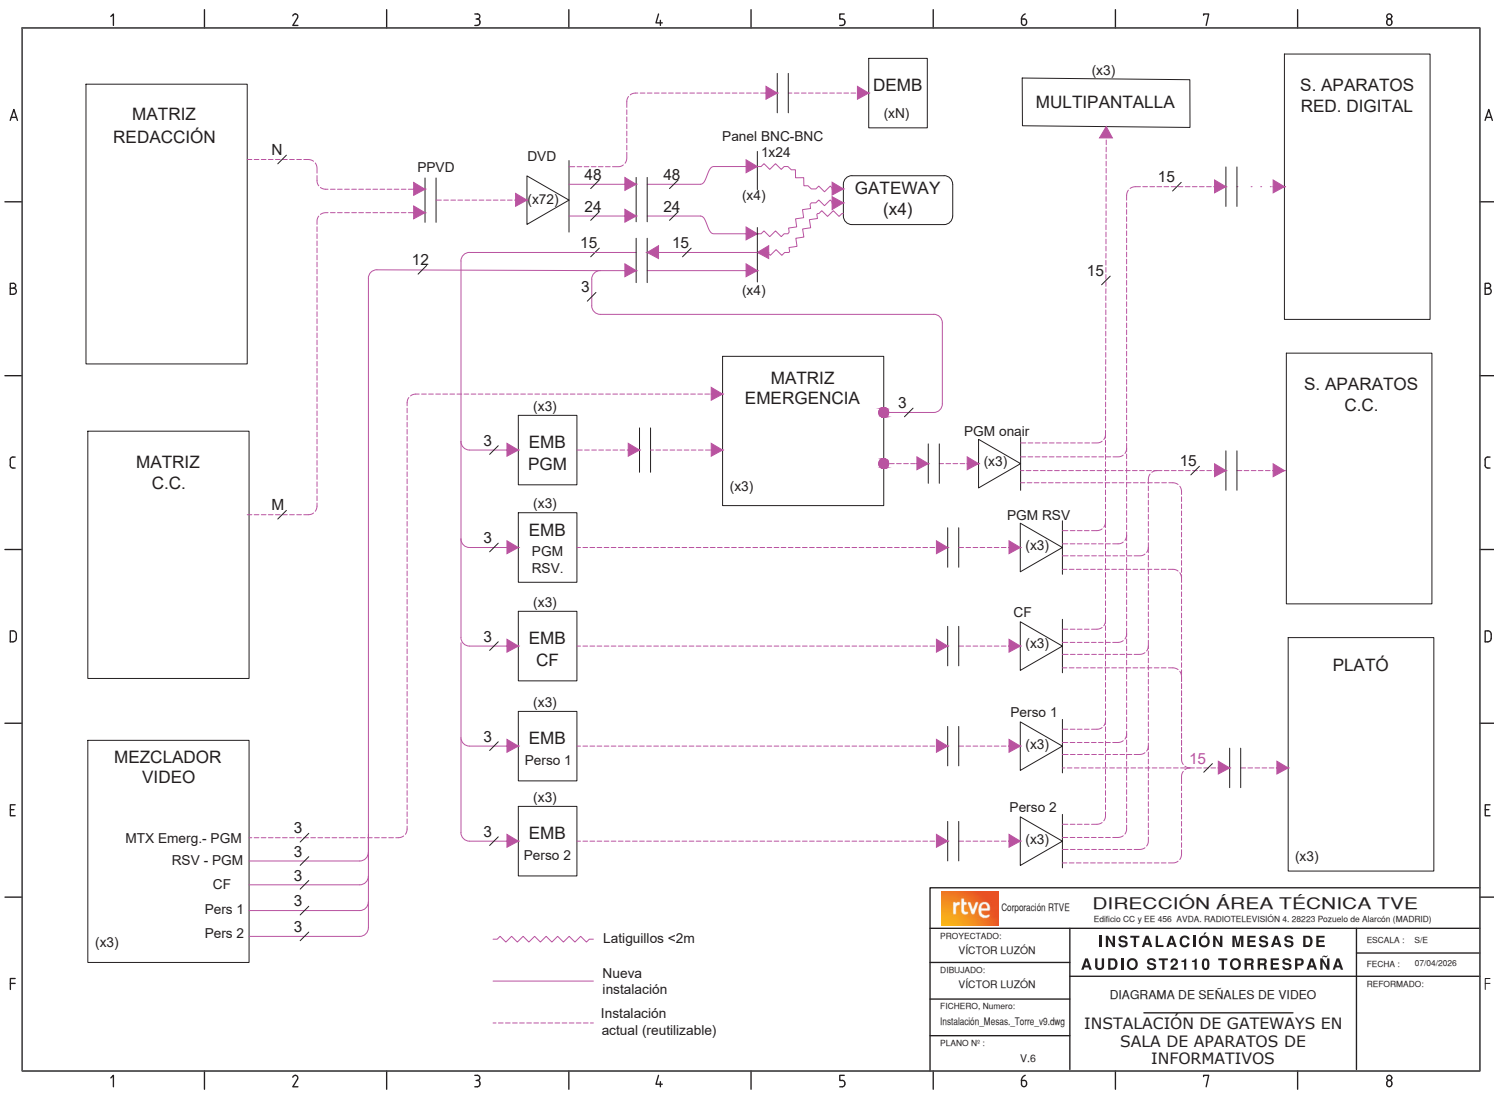 1 2 3 4 5 6 7 8
A
B
C
D
E
F
A
B
C
D
E
F
MATRIZ
REDACCIÓN
N
PPVD
DVD
(x72)
48
24
48
24
DEMB
(xN)
Panel BNC-BNC
1x24
(x4)
GATEWAY
(x4)
(x3)
MULTIPANTALLA
S. APARATOS
RED. DIGITAL
15
15
15
15
12
3
(x4)
MATRIZ
C.C.
M
MATRIZ
EMERGENCIA
(x3)
3
S. APARATOS
C.C.
15
(x3)
3
EMB
PGM
PGM onair
(x3)
(x3)
3
EMB
PGM
RSV.
PGM RSV
(x3)
(x3)
3
EMB
CF
CF
(x3)
PLATÓ
(x3)
15
(x3)
3
EMB
Perso 1
Perso 1
(x3)
(x3)
3
EMB
Perso 2
Perso 2
(x3)
MEZCLADOR
VIDEO
MTX Emerg.- PGM
3
RSV - PGM
3
CF
3
Pers 1
3
Pers 2
3
(x3)
Latiguillos <2m
Nueva
instalación
Instalación
actual (reutilizable)
rtve
Corporación RTVE
DIRECCIÓN ÁREA TÉCNICA TVE
Edificio CC y EE 456 AVDA. RADIOTELEVISIÓN 4. 28223 Pozuelo de Alarcón (MADRID)
PROYECTADO:
VÍCTOR LUZÓN
DIBUJADO:
VÍCTOR LUZÓN
FICHERO, Numero:
Instalación_Mesas._Torre_v9.dwg
PLANO Nº :
V.6
INSTALACIÓN MESAS DE
AUDIO ST2110 TORRESPAÑA
DIAGRAMA DE SEÑALES DE VIDEO
INSTALACIÓN DE GATEWAYS EN
SALA DE APARATOS DE
INFORMATIVOS
ESCALA : S/E
FECHA : 07/04/2026
REFORMADO:
1 2 3 4 5 6 7 8